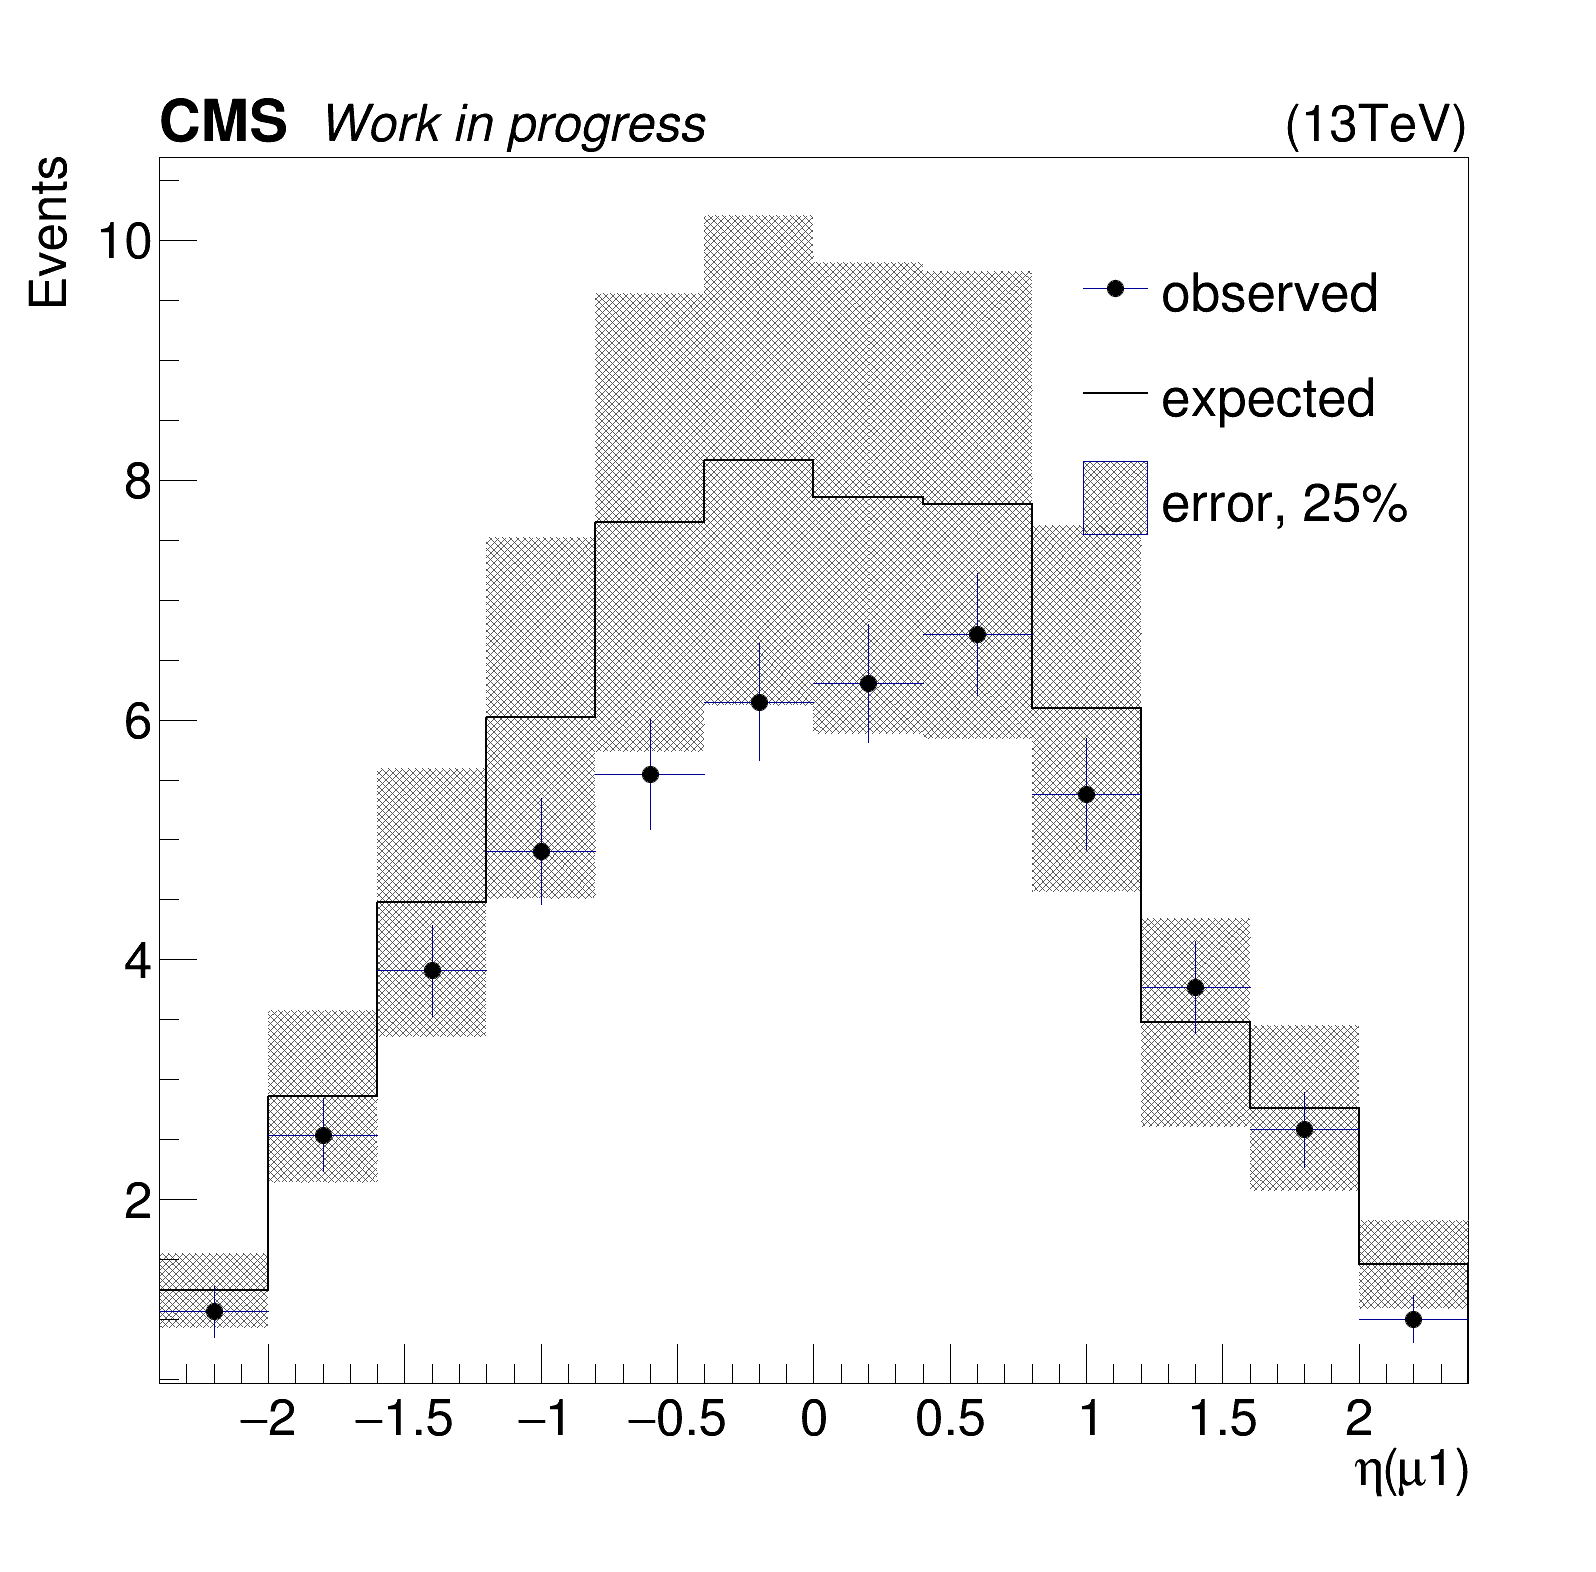 CMS Work in progress (13TeV)
Events
10
8
6
4
2
observed
expected
error, 25%
−2 −1.5 −1 −0.5 0 0.5 1 1.5 2
η(μ1)